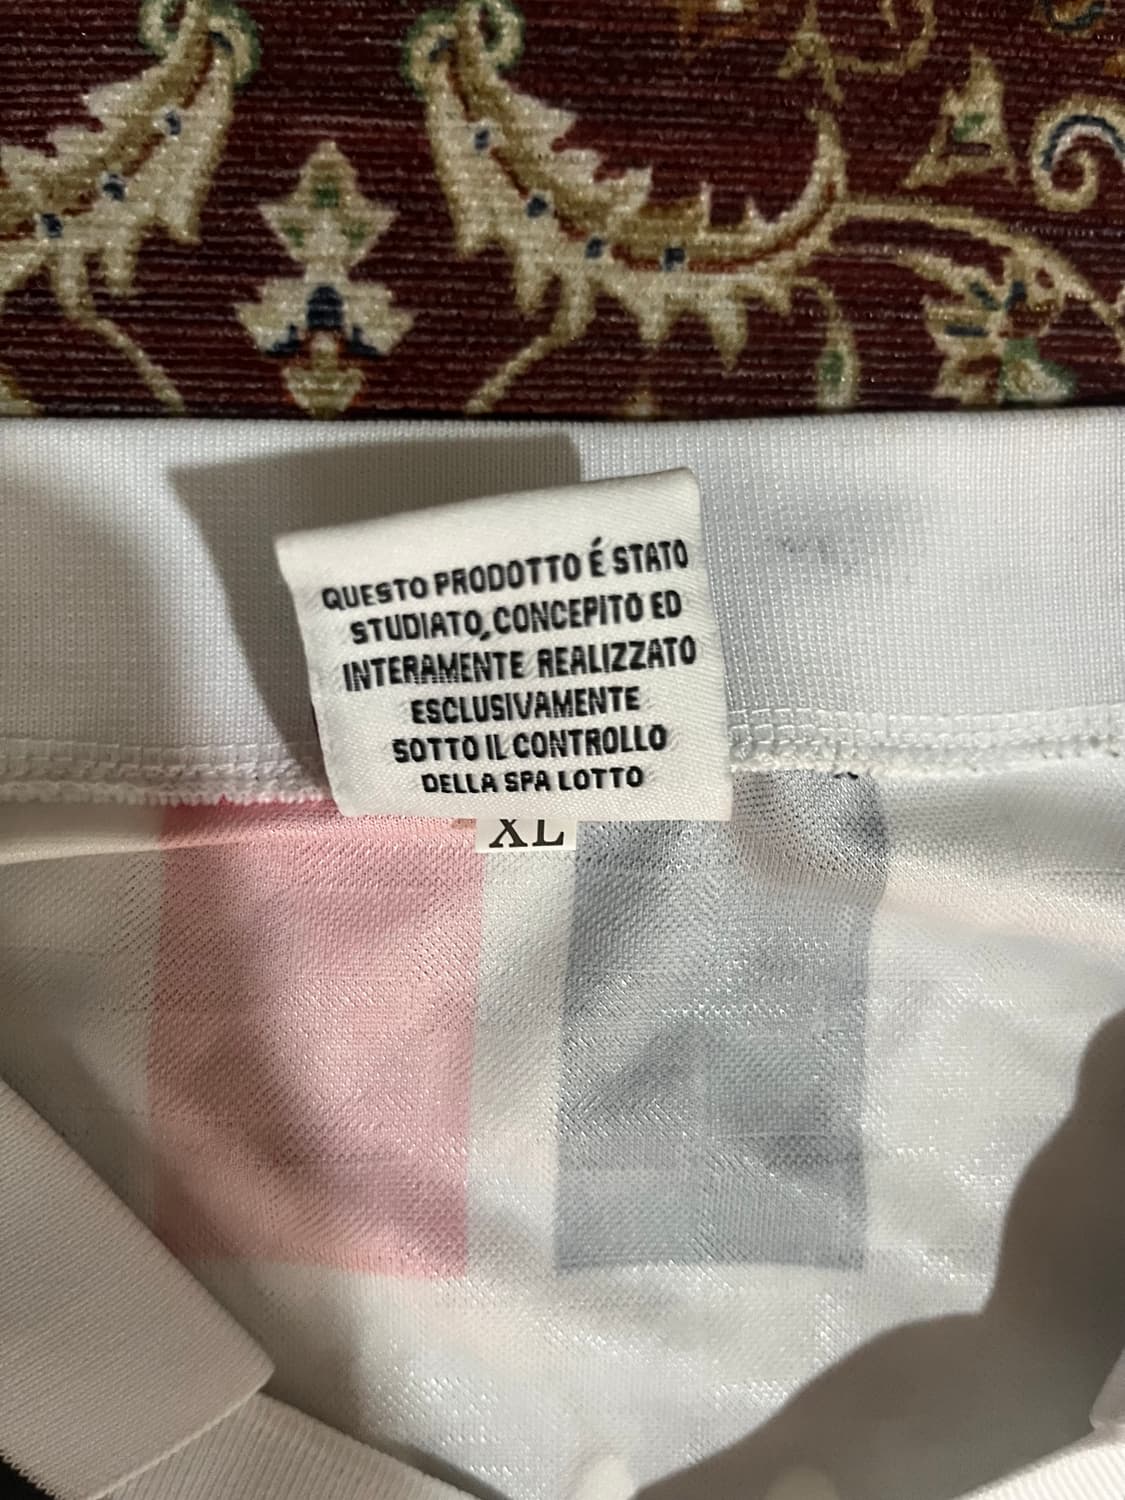 QUESTO PRODOTTO É STATO
STUDIATO, CONCEPITO ED
INTERAMENTE REALIZZATO
ESCLUSIVAMENTE
SOTTO IL CONTROLLO
DELLA SPA LOTTO
XL